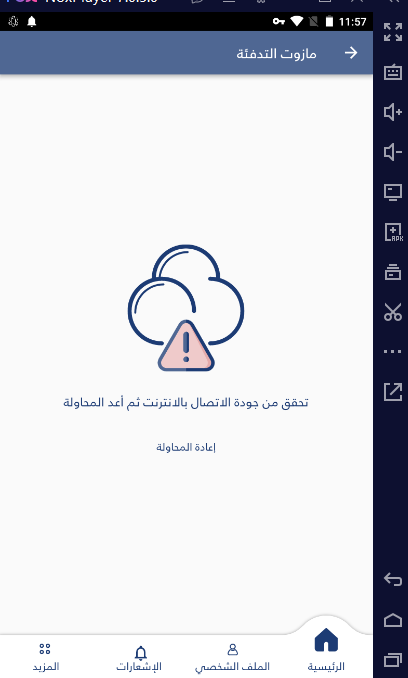 11:57
مازوت التدفئة
تحقق من جودة الاتصال بالانترنت ثم أعد المحاولة
إعادة المحاولة
الرئيسية
الملف الشخصي
الإشعارات
المزيد
APK